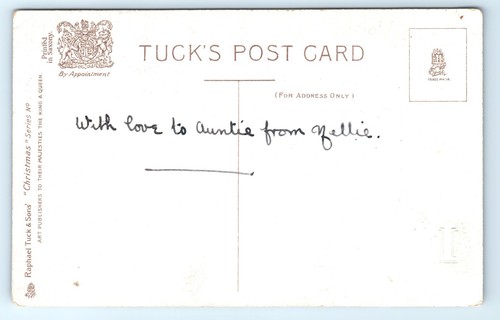 Printed
in Saxony.
By Appointment
TUCK'S POST CARD
(FOR ADDRESS ONLY.)
With love to Auntie from Nellie.
Raphael Tuck & Sons' "Christmas" Series Nº
ART PUBLISHERS TO THEIR MAJESTIES THE KING & QUEEN.